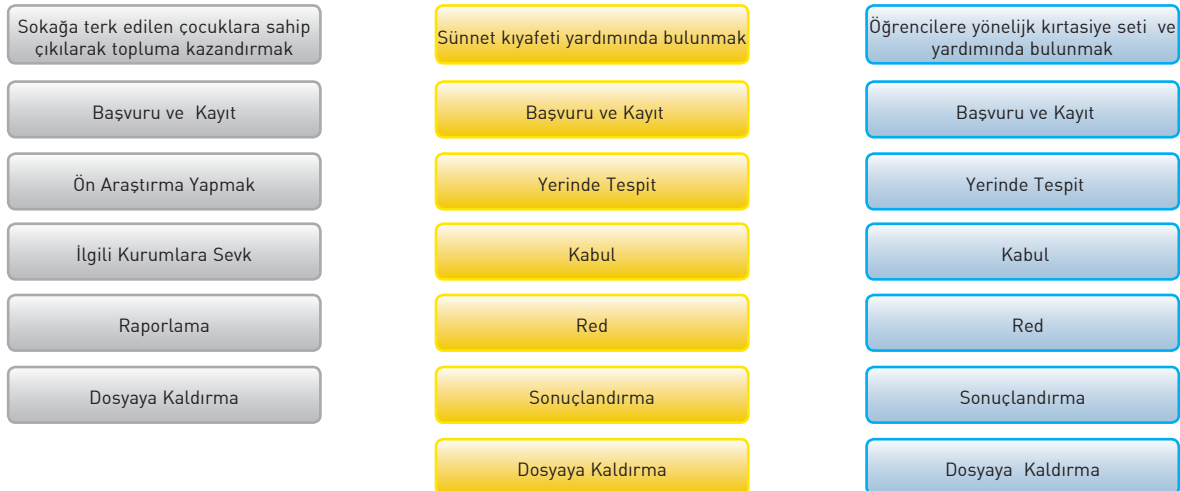 Sokağa terk edilen çocuklara sahip
çıkılarak topluma kazandırmak
Başvuru ve Kayıt
Ön Araştırma Yapmak
İlgili Kurumlara Sevk
Raporlama
Dosyaya Kaldırma
Sünnet kıyafeti yardımında bulunmak
Başvuru ve Kayıt
Yerinde Tespit
Kabul
Red
Sonuçlandırma
Dosyaya Kaldırma
Öğrencilere yönelijk kırtasiye seti ve
yardımında bulunmak
Başvuru ve Kayıt
Yerinde Tespit
Kabul
Red
Sonuçlandırma
Dosyaya Kaldırma